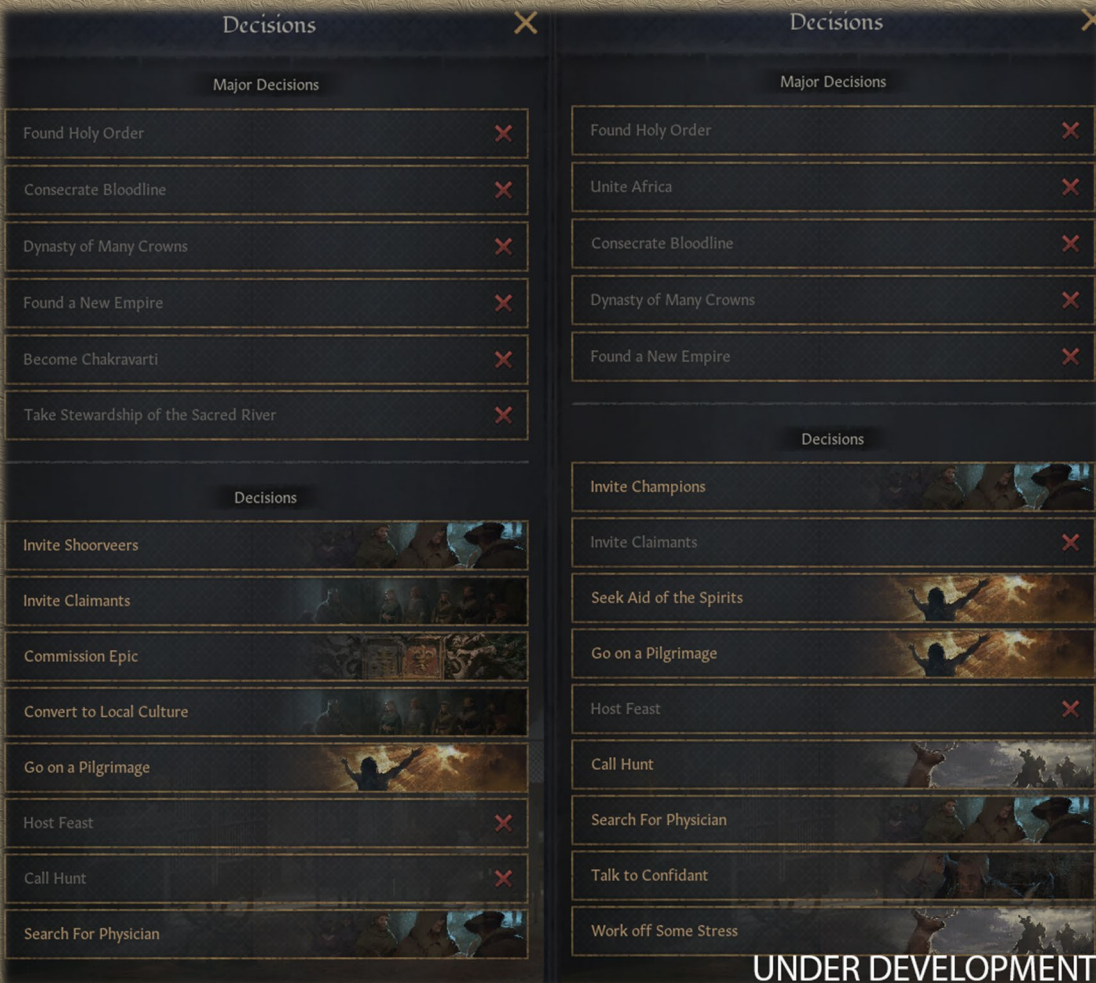 Decisions
Major Decisions
Found Holy Order
Consecrate Bloodline
Dynasty of Many Crowns
Found a New Empire
Become Chakravarti
Take Stewardship of the Sacred River
Decisions
Invite Shoorveers
Invite Claimants
Commission Epic
Convert to Local Culture
Go on a Pilgrimage
Host Feast
Call Hunt
Search For Physician
Decisions
Major Decisions
Found Holy Order
Unite Africa
Consecrate Bloodline
Dynasty of Many Crowns
Found a New Empire
Decisions
Invite Champions
Invite Claimants
Seek Aid of the Spirits
Go on a Pilgrimage
Host Feast
Call Hunt
Search For Physician
Talk to Confidant
Work off Some Stress
UNDER DEVELOPMENT